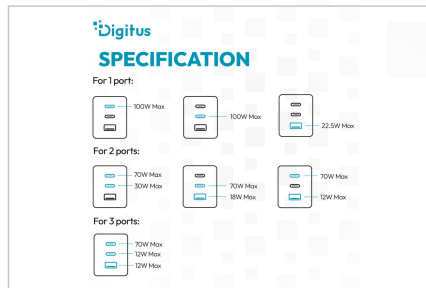 Digitus
SPECIFICATION
For 1 port:
100W Max
100W Max
22.5W Max
For 2 ports:
70W Max
30W Max
70W Max
18W Max
70W Max
12W Max
For 3 ports:
70W Max
12W Max
12W Max